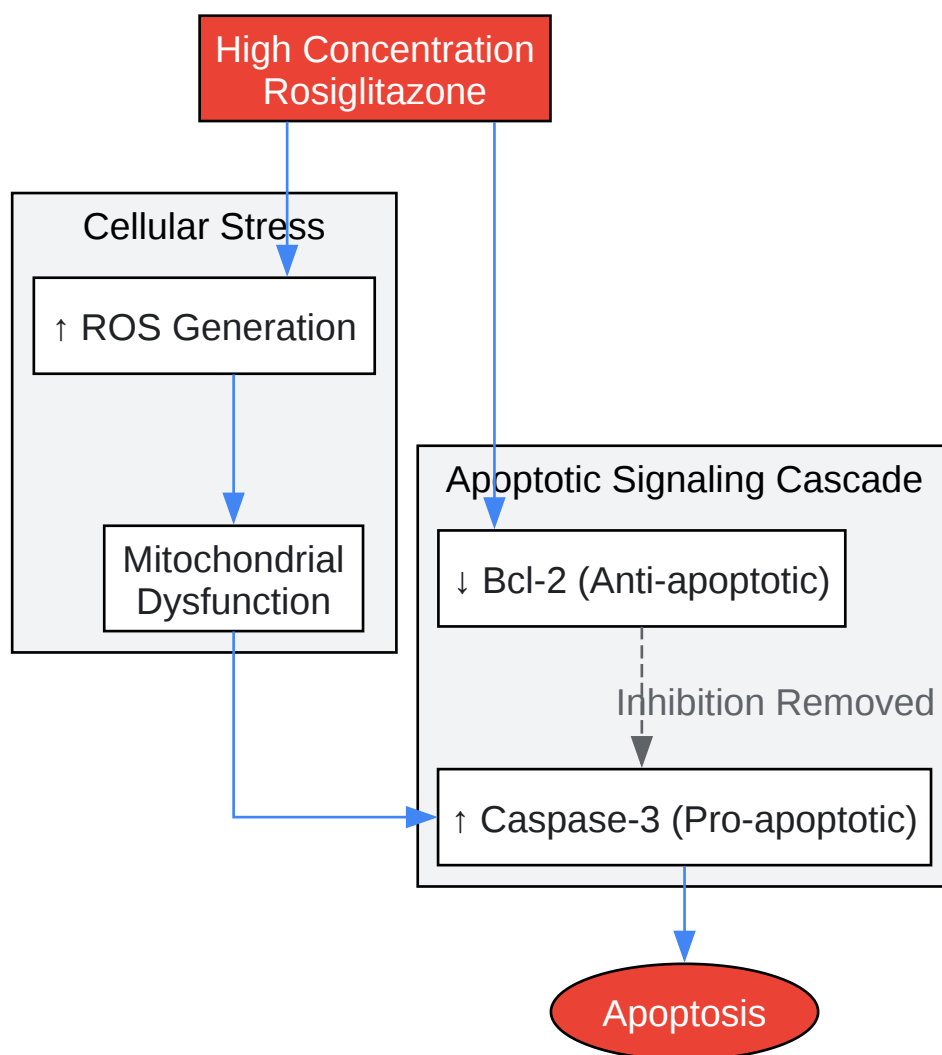 High Concentration
Rosiglitazone
Cellular Stress
↑ ROS Generation
Mitochondrial
Dysfunction
Apoptotic Signaling Cascade
↓ Bcl-2 (Anti-apoptotic)
Inhibition Removed
↑ Caspase-3 (Pro-apoptotic)
Apoptosis